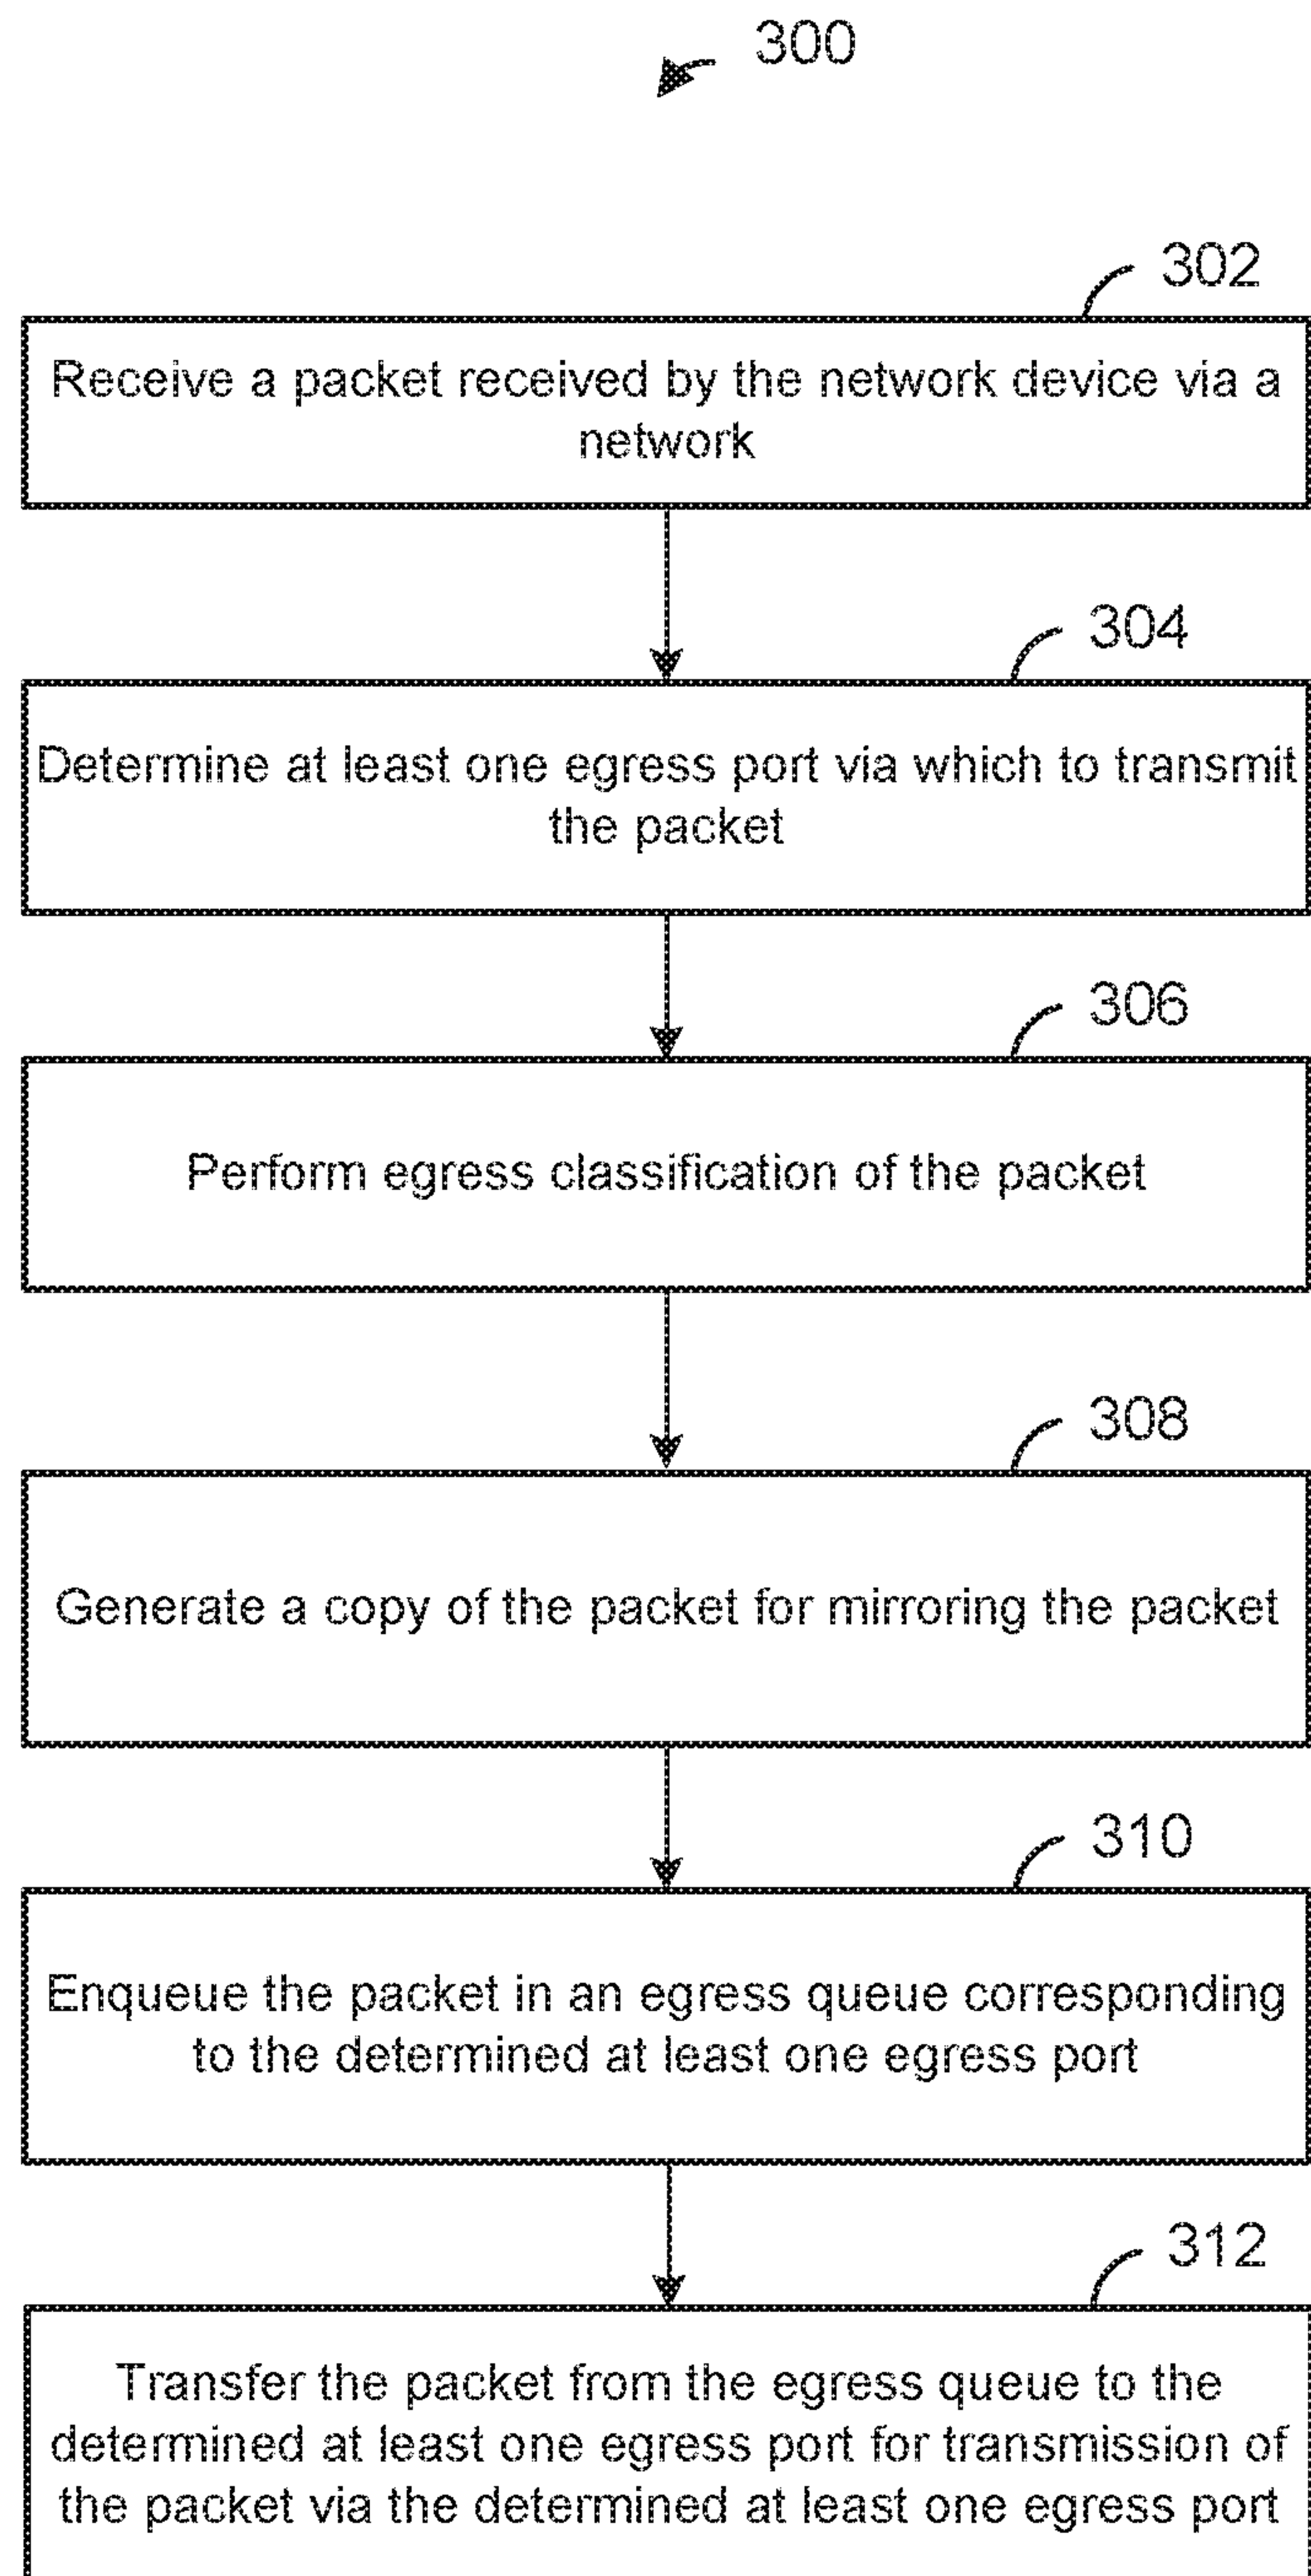 300
302
Receive a packet received by the network device via a
network
304
Determine at least one egress port via which to transmit
the packet
306
Perform egress classification of the packet
308
Generate a copy of the packet for mirroring the packet
310
Enqueue the packet in an egress queue corresponding
to the determined at least one egress port
312
Transfer the packet from the egress queue to the
determined at least one egress port for transmission of
the packet via the determined at least one egress port